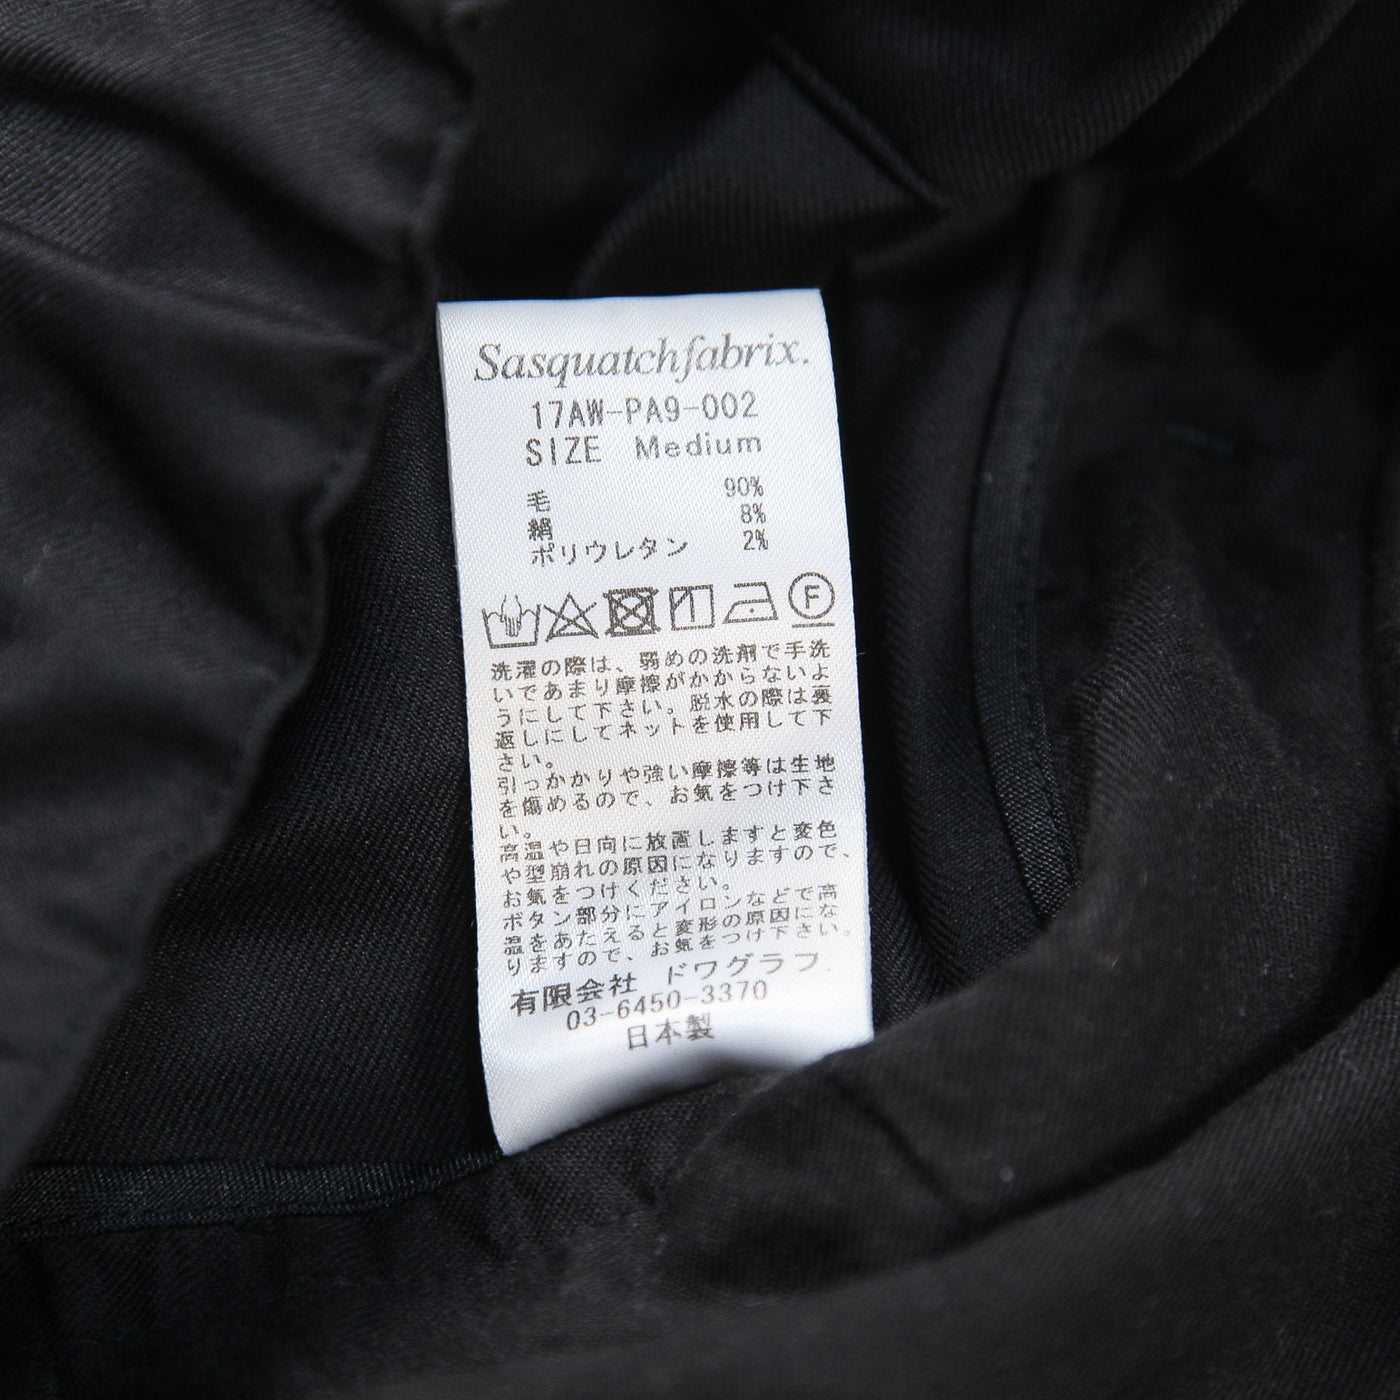 Sasquatchfabrix.
17AW-PA9-002
SIZE Medium
毛 90%
絹 8%
ポリウレタン 2%
F
洗濯の際は、弱めの洗剤で手洗
いであまり摩擦がかからないよ
うにして下さい。脱水の際は裏
返しにしてネットを使用して下
さい。
引っかかりや強い摩擦等は生地
を傷めるので、お気をつけ下さ
い。
高温や日向に放置しますと変色
や型崩れの原因になりますので、
お気をつけください。
ボタン部分にアイロンなどで高
温をあたえると変形の原因にな
りますので、お気をつけ下さい。
有限会社 ドワグラフ
03-6450-3370
日本製